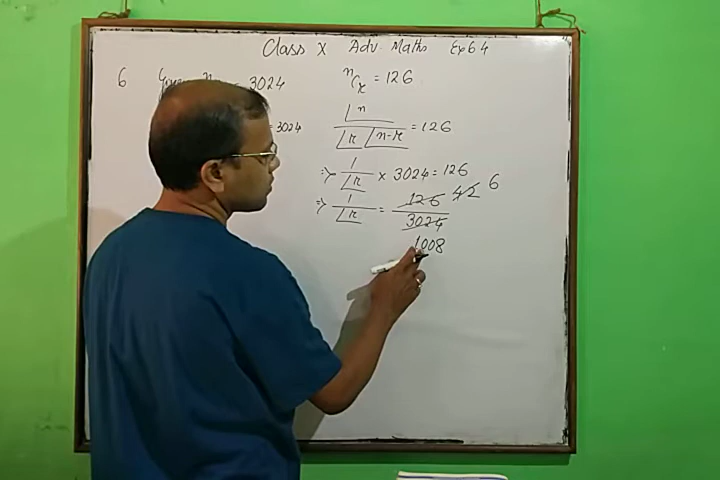 Class X Adv. Maths Ex 6.4
6 Given = 3024 ⁿCᵣ = 126
= 3024 |n / |r |n-r = 126
⇒ 1 / |r × 3024 = 126
⇒ 1 / |r = 126 42 6 / 3024
1008